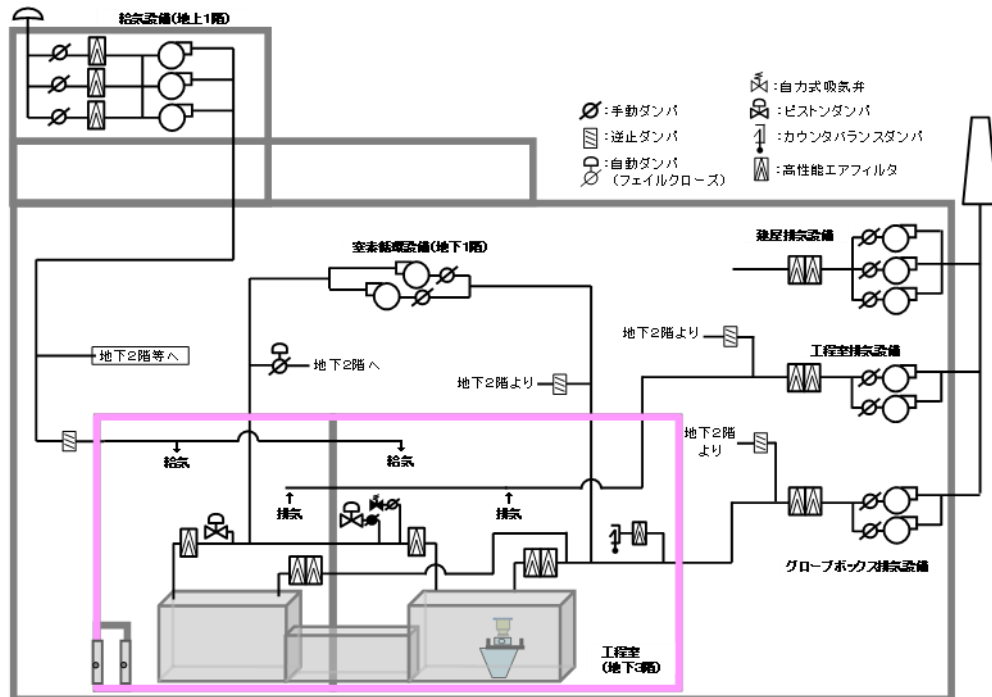 給気設備(地上1階)
:手動ダンパ
:逆止ダンパ
:自動ダンパ
(フェイルクローズ)
:自力式吸気弁
:ピストンダンパ
:カウンタバランスダンパ
:高性能エアフィルタ
窒素循環設備(地下1階)
建屋排気設備
地下2階等へ
地下2階へ
地下2階より
地下2階より
工程室排気設備
地下2階
より
給気
給気
排気
排気
グローブボックス排気設備
工程室
(地下3階)